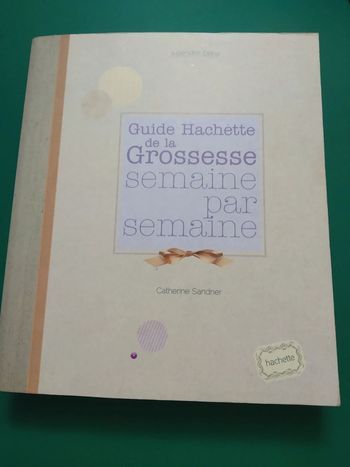 Guide Hachette
de la
Grossesse
semaine
par
semaine
Catherine Sandner
hachette